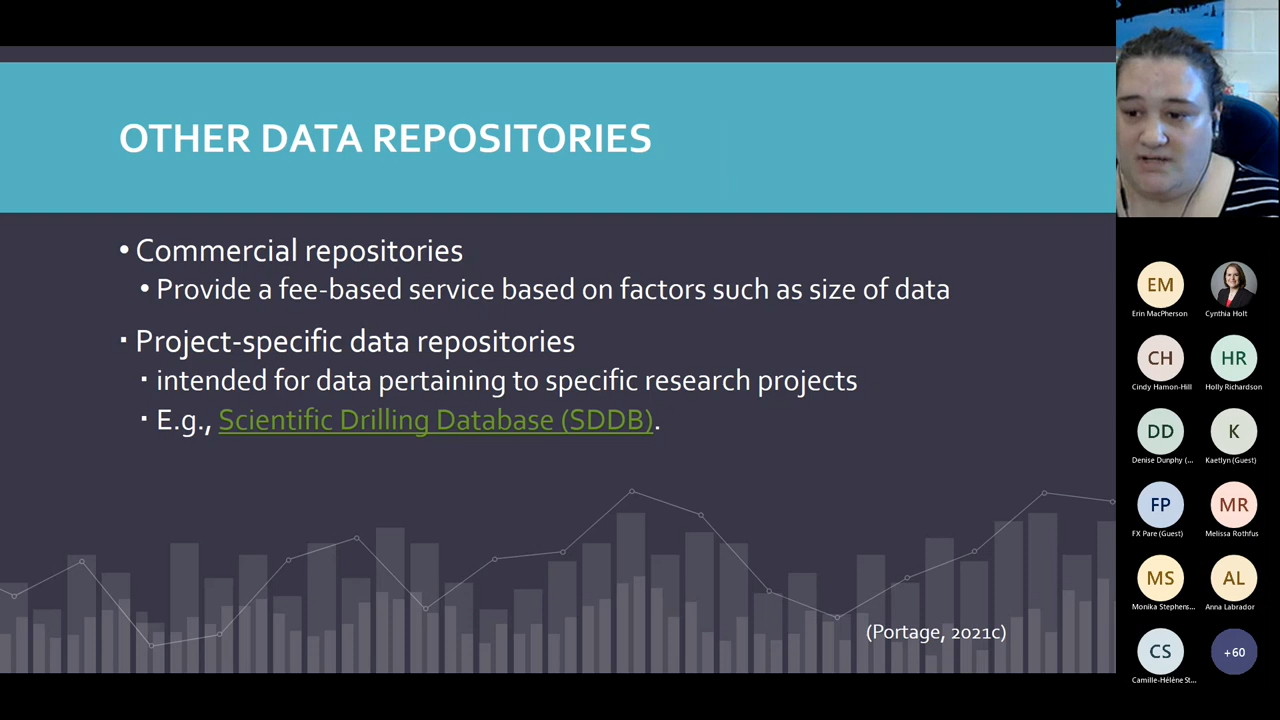 OTHER DATA REPOSITORIES
• Commercial repositories
• Provide a fee-based service based on factors such as size of data
▪ Project-specific data repositories
▪ intended for data pertaining to specific research projects
▪ E.g., Scientific Drilling Database (SDDB).
(Portage, 2021c)
EM
Erin MacPherson
Cynthia Holt
CH
Cindy Hamon-Hill
HR
Holly Richardson
DD
Denise Dunphy (...
K
Kaetlyn (Guest)
FP
FX Pare (Guest)
MR
Melissa Rothfus
MS
Monika Stephens...
AL
Anna Labrador
CS
Camille-Hélène St...
+60